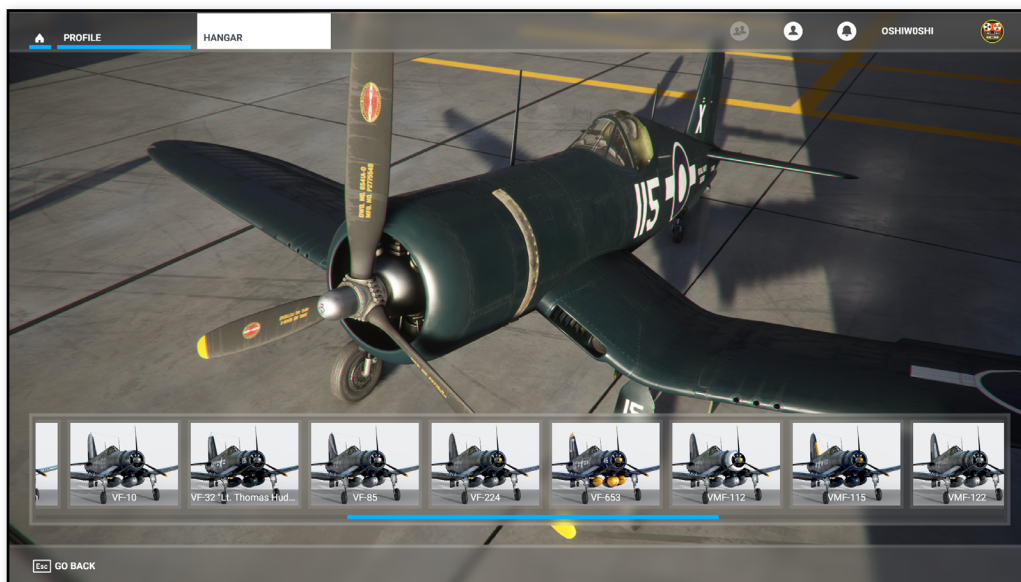 PROFILE
HANGAR
OSHIW0SHI
X
115
15
VF-10
VF-32 "Lt. Thomas Hud...
VF-85
VF-224
VF-653
VMF-112
VMF-115
VMF-122
Esc GO BACK